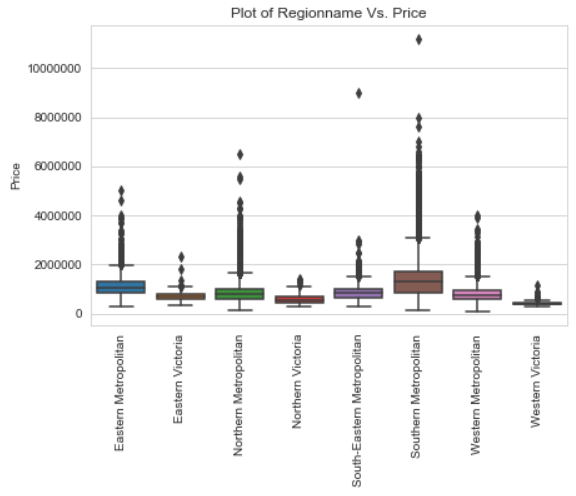 Plot of Regionname Vs. Price
10000000
8000000
6000000
4000000
2000000
0
Price
Eastern Metropolitan
Eastern Victoria
Northern Metropolitan
Northern Victoria
South-Eastern Metropolitan
Southern Metropolitan
Western Metropolitan
Western Victoria